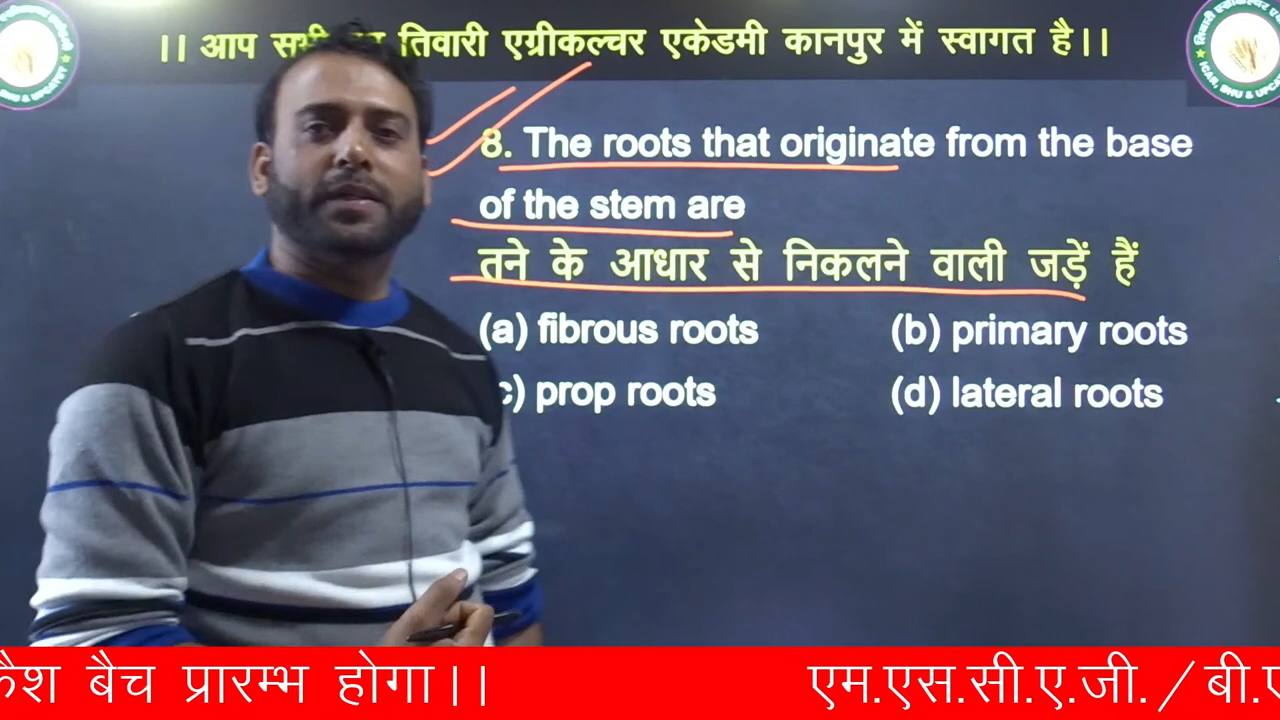 ।। आप सभी तिवारी एग्रीकल्चर एकेडमी कानपुर में स्वागत है।।
8. The roots that originate from the base
of the stem are
तने के आधार से निकलने वाली जड़ें हैं
(a) fibrous roots (b) primary roots
c) prop roots (d) lateral roots
बैच प्रारम्भ होगा।। एम.एस.सी.ए.जी. / बी.ए